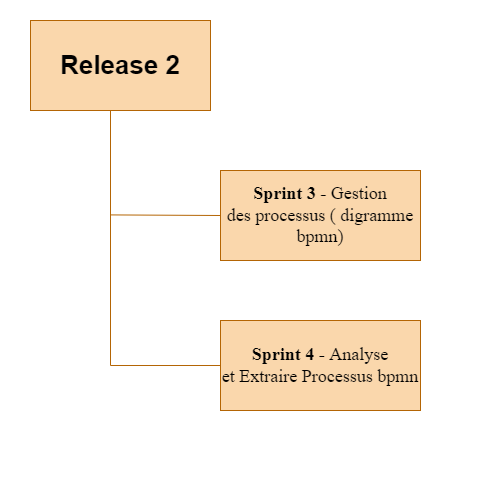 Release 2
Sprint 3 - Gestion
des processus ( digramme
bpmn)
Sprint 4 - Analyse
et Extraire Processus bpmn